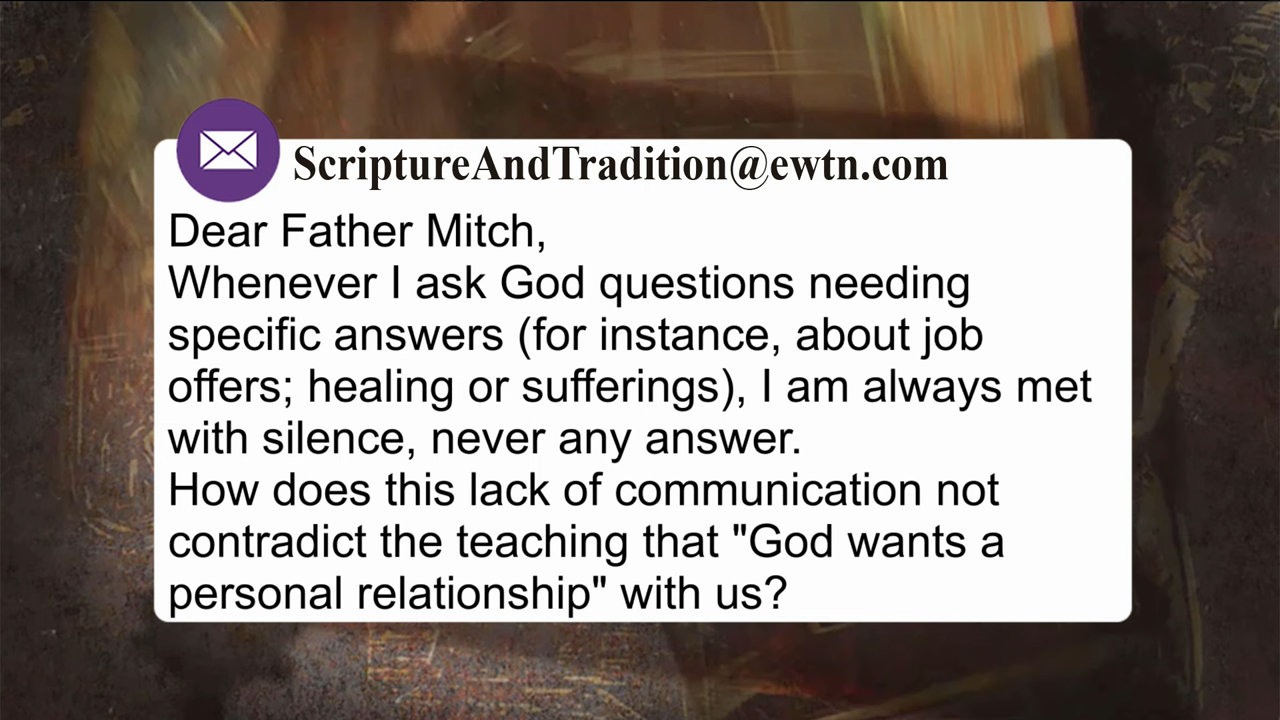 ScriptureAndTradition@ewtn.com
Dear Father Mitch,
Whenever I ask God questions needing
specific answers (for instance, about job
offers; healing or sufferings), I am always met
with silence, never any answer.
How does this lack of communication not
contradict the teaching that "God wants a
personal relationship" with us?